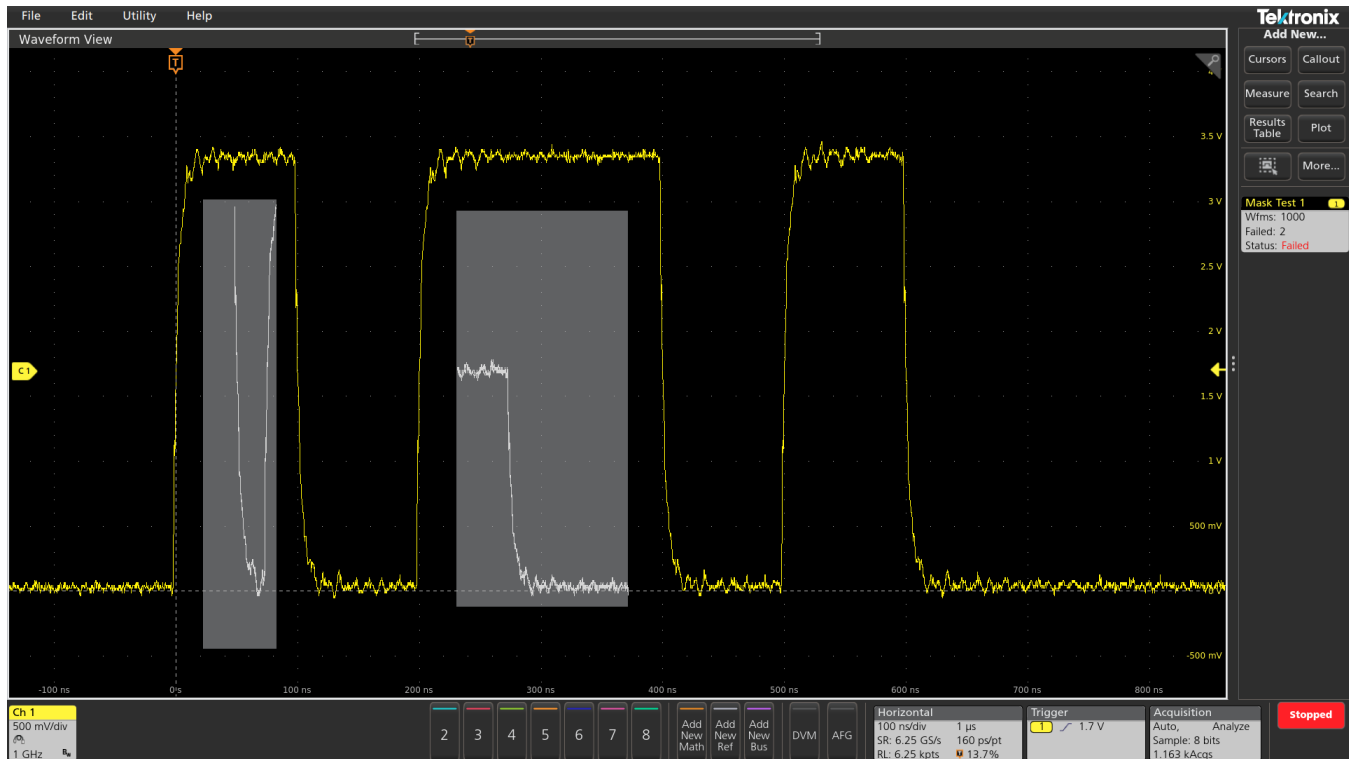 File Edit Utility Help
Tektronix
Waveform View
Add New...
T
T
Cursors Callout
Measure Search
Results Table Plot
More...
Mask Test 1 1
Wfms: 1000
Failed: 2
Status: Failed
3.5 V
3 V
2.5 V
2 V
C 1
1.5 V
1 V
500 mV
-500 mV
-100 ns 0 s 100 ns 200 ns 300 ns 400 ns 500 ns 600 ns 700 ns 800 ns
Ch 1
500 mV/div
1 GHz Bw
2 3 4 5 6 7 8
Add New Math
Add New Ref
Add New Bus
DVM AFG
Horizontal
100 ns/div 1 µs
SR: 6.25 GS/s 160 ps/pt
RL: 6.25 kpts 13.7%
Trigger
1 1.7 V
Acquisition
Auto, Analyze
Sample: 8 bits
1.163 kAcqs
Stopped